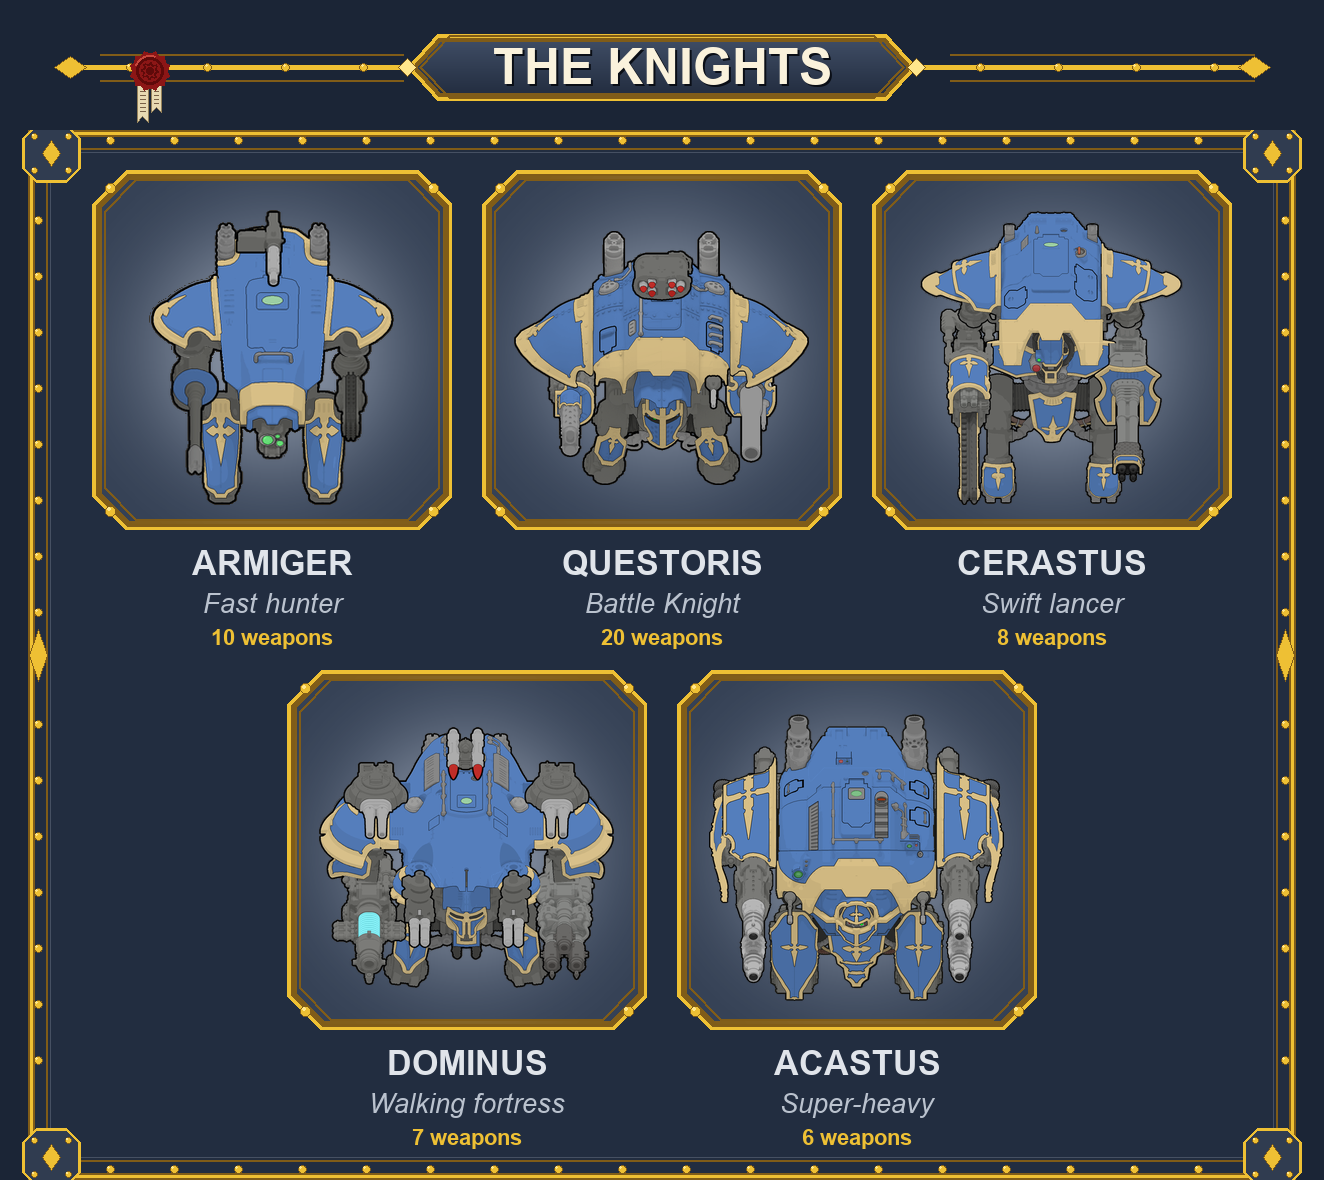 THE KNIGHTS
ARMIGER
Fast hunter
10 weapons
QUESTORIS
Battle Knight
20 weapons
CERASTUS
Swift lancer
8 weapons
DOMINUS
Walking fortress
7 weapons
ACASTUS
Super-heavy
6 weapons